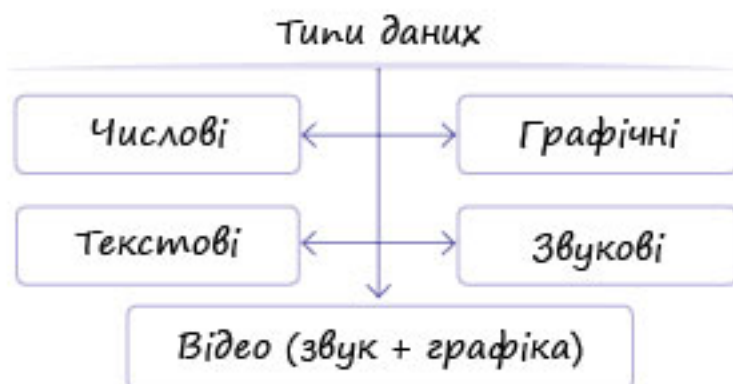 Типи даних
Числові
Графічні
Текстові
Звукові
Відео (звук + графіка)